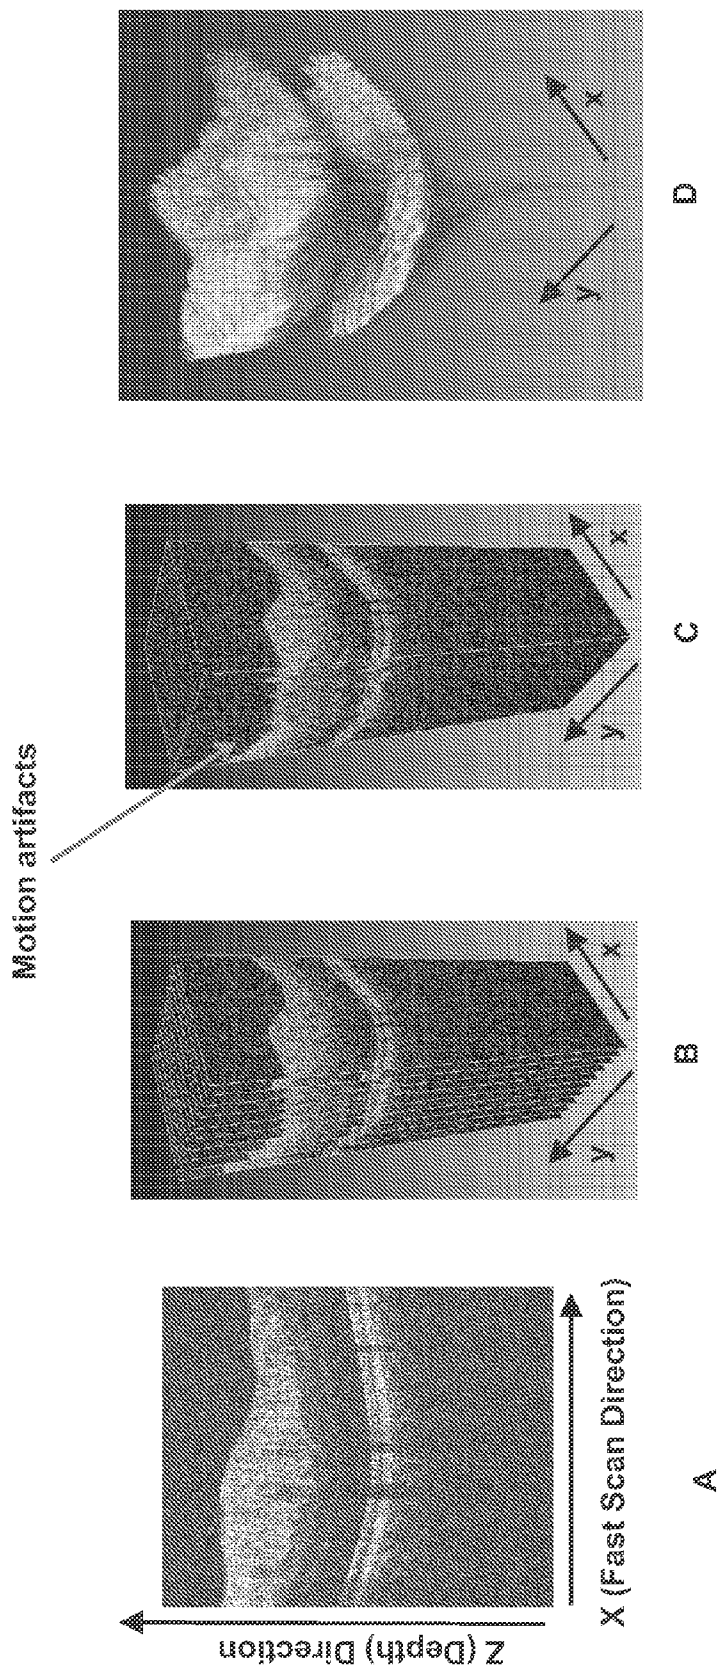 Motion artifacts
Z (Depth) Direction
X (Fast Scan Direction)
y
x
y
x
y
x
A
B
C
D